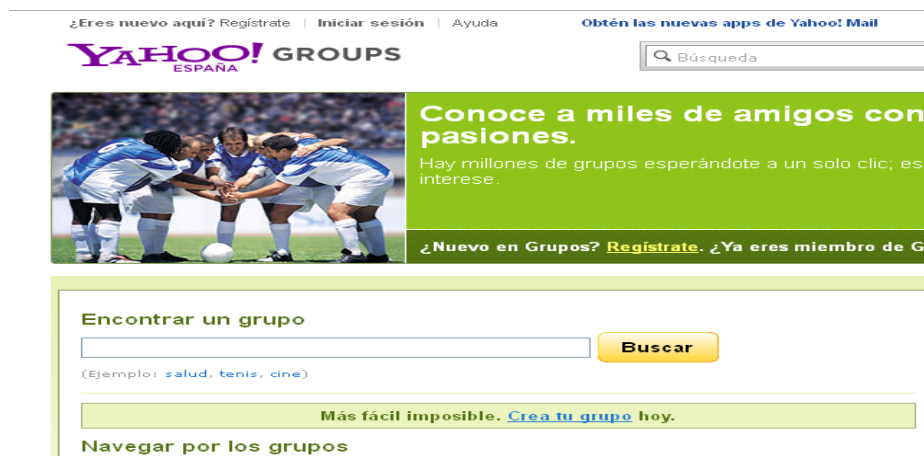 ¿Eres nuevo aquí? Regístrate | Iniciar sesión | Ayuda Obtén las nuevas apps de Yahoo! Mail
YAHOO! GROUPS
ESPAÑA
Búsqueda
Conoce a miles de amigos con
pasiones.
Hay millones de grupos esperándote a un solo clic; es
interese.
¿Nuevo en Grupos? Regístrate. ¿Ya eres miembro de G
Encontrar un grupo
Buscar
(Ejemplo: salud, tenis, cine)
Más fácil imposible. Crea tu grupo hoy.
Navegar por los grupos